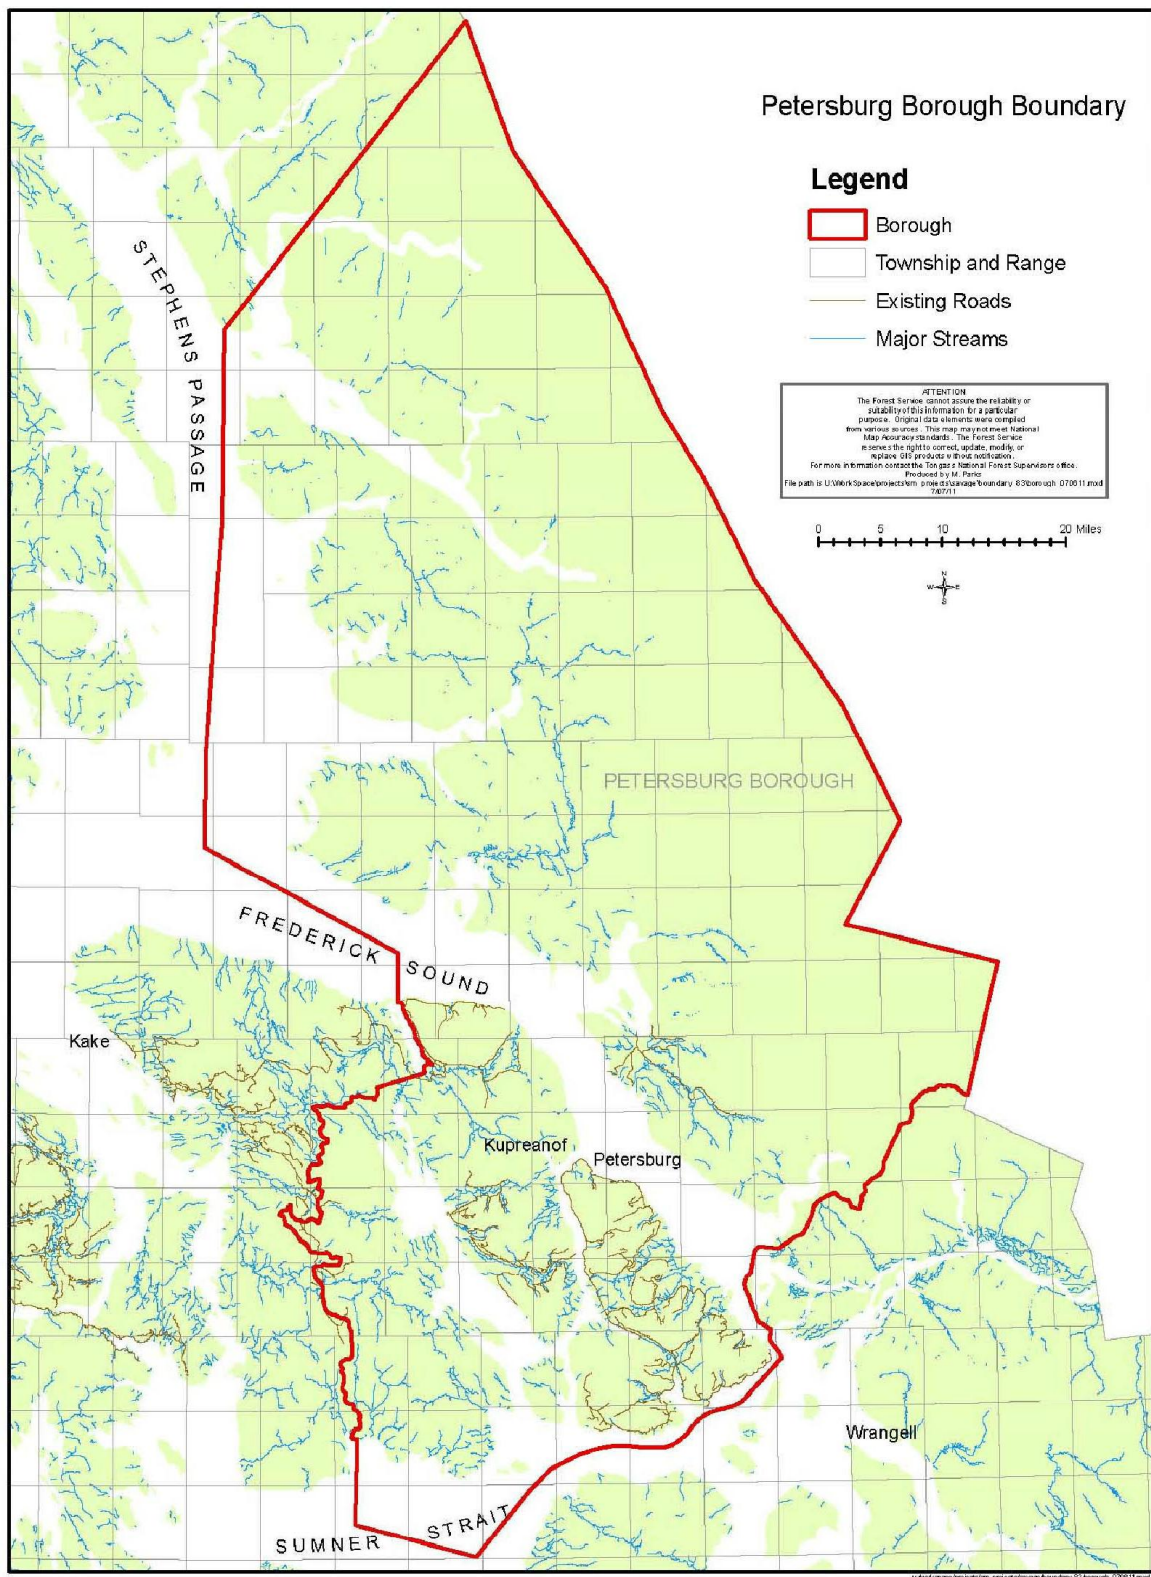 Petersburg Borough Boundary
Legend
Borough
Township and Range
Existing Roads
Major Streams
ATTENTION
The Forest Service cannot assure the reliability or
suitability of this information for a particular
purpose. Original data elements were compiled
from various sources. This map may not meet National
Map Accuracy standards. The Forest Service
reserves the right to correct, update, modify, or
replace GIS products without notification.
For more information contact the Tongass National Forest Supervisors office.
Produced by M. Parks
7/07/11
0 5 10 20 Miles
N
W E
S
STEPHENS PASSAGE
PETERSBURG BOROUGH
FREDERICK SOUND
Kake
Kupreanof
Petersburg
Wrangell
SUMNER STRAIT